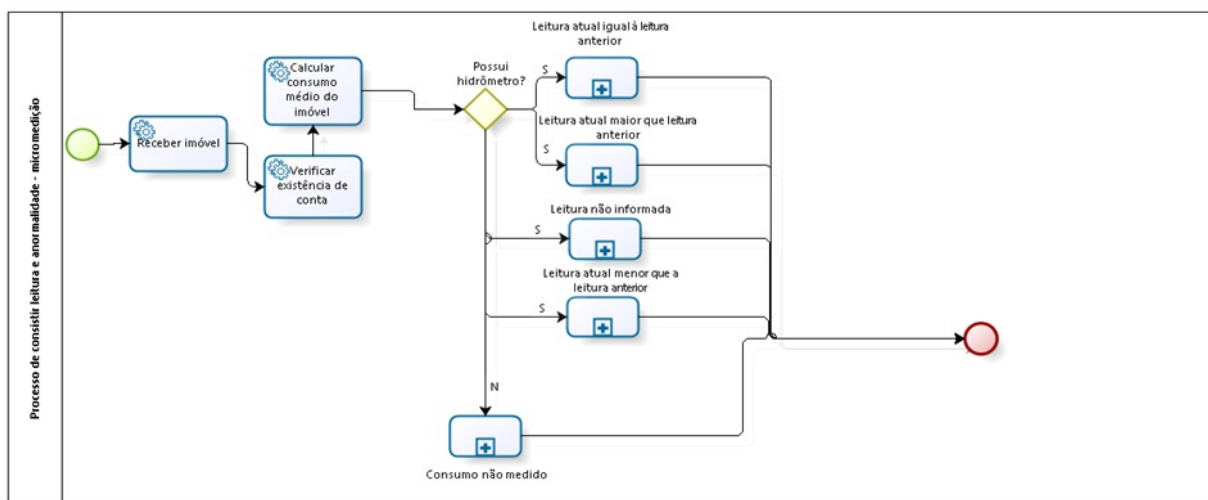 Processo de consistir leitura e anormalidade - micromedição
Receber imóvel
Verificar
existência de
conta
Calcular
consumo
médio do
imóvel
Possui
hidrômetro?
S
Leitura atual igual à leitura
anterior
S
Leitura atual maior que leitura
anterior
S
Leitura não informada
S
Leitura atual menor que a
leitura anterior
N
Consumo não medido